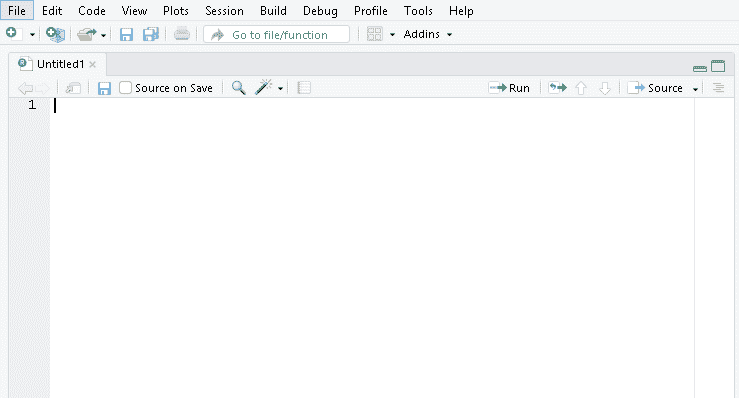 File Edit Code View Plots Session Build Debug Profile Tools Help
Go to file/function Addins
Untitled1
Source on Save Run Source
1